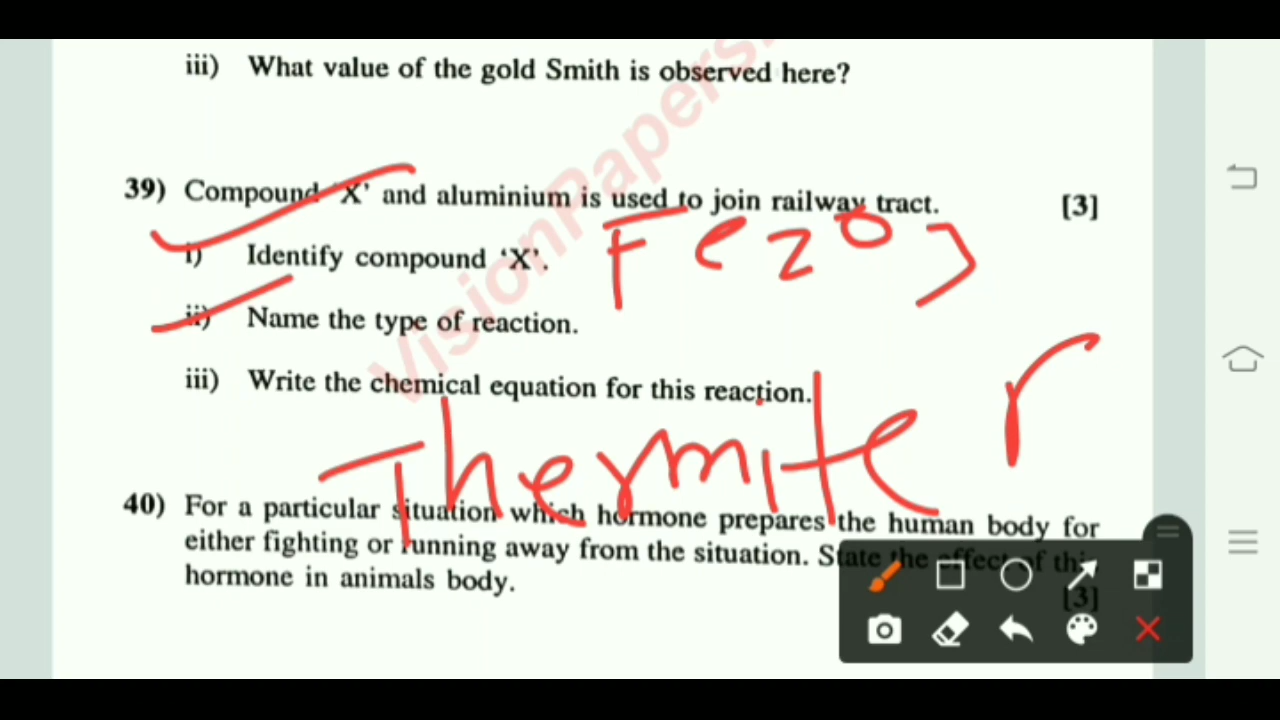 iii) What value of the gold Smith is observed here?
39) Compound 'X' and aluminium is used to join railway tract. [3]
i) Identify compound 'X'.
Fe2O3
ii) Name the type of reaction.
iii) Write the chemical equation for this reaction.
Thermite r
40) For a particular situation which hormone prepares the human body for
either fighting or running away from the situation. State the effect of this
hormone in animals body. [3]
VisionPapers.